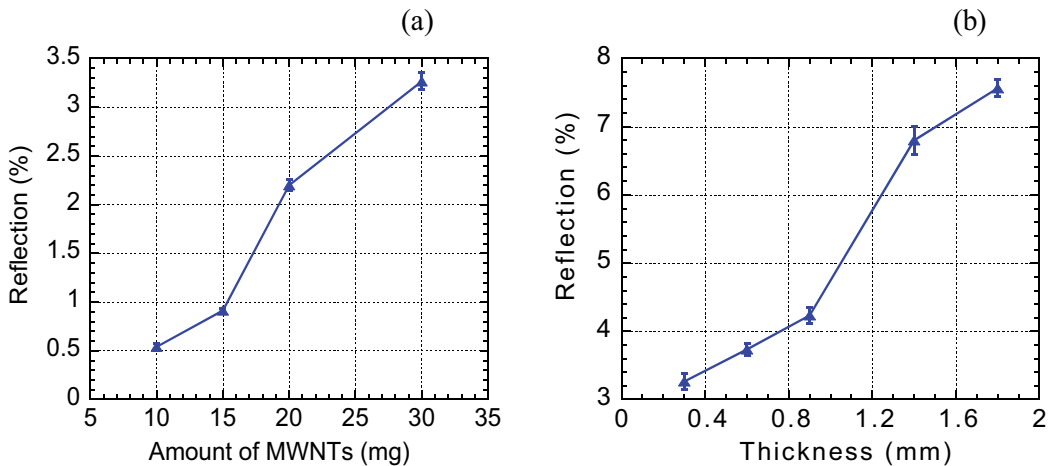 (a)
Reflection (%)
3.5
3
2.5
2
1.5
1
0.5
0
5 10 15 20 25 30 35
Amount of MWNTs (mg)
(b)
Reflection (%)
8
7
6
5
4
3
0 0.4 0.8 1.2 1.6 2
Thickness (mm)